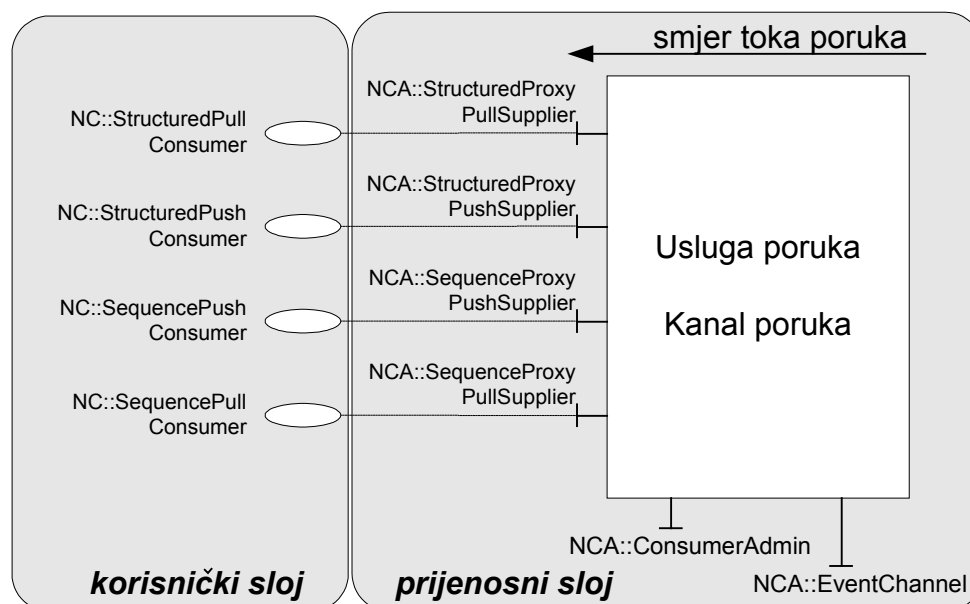 smjer toka poruka
NCA::StructuredProxy
PullSupplier
NC::StructuredPull
Consumer
NCA::StructuredProxy
PushSupplier
NC::StructuredPush
Consumer
NCA::SequenceProxy
PushSupplier
NC::SequencePush
Consumer
NCA::SequenceProxy
PullSupplier
NC::SequencePull
Consumer
Usluga poruka
Kanal poruka
NCA::ConsumerAdmin
NCA::EventChannel
korisnički sloj
prijenosni sloj